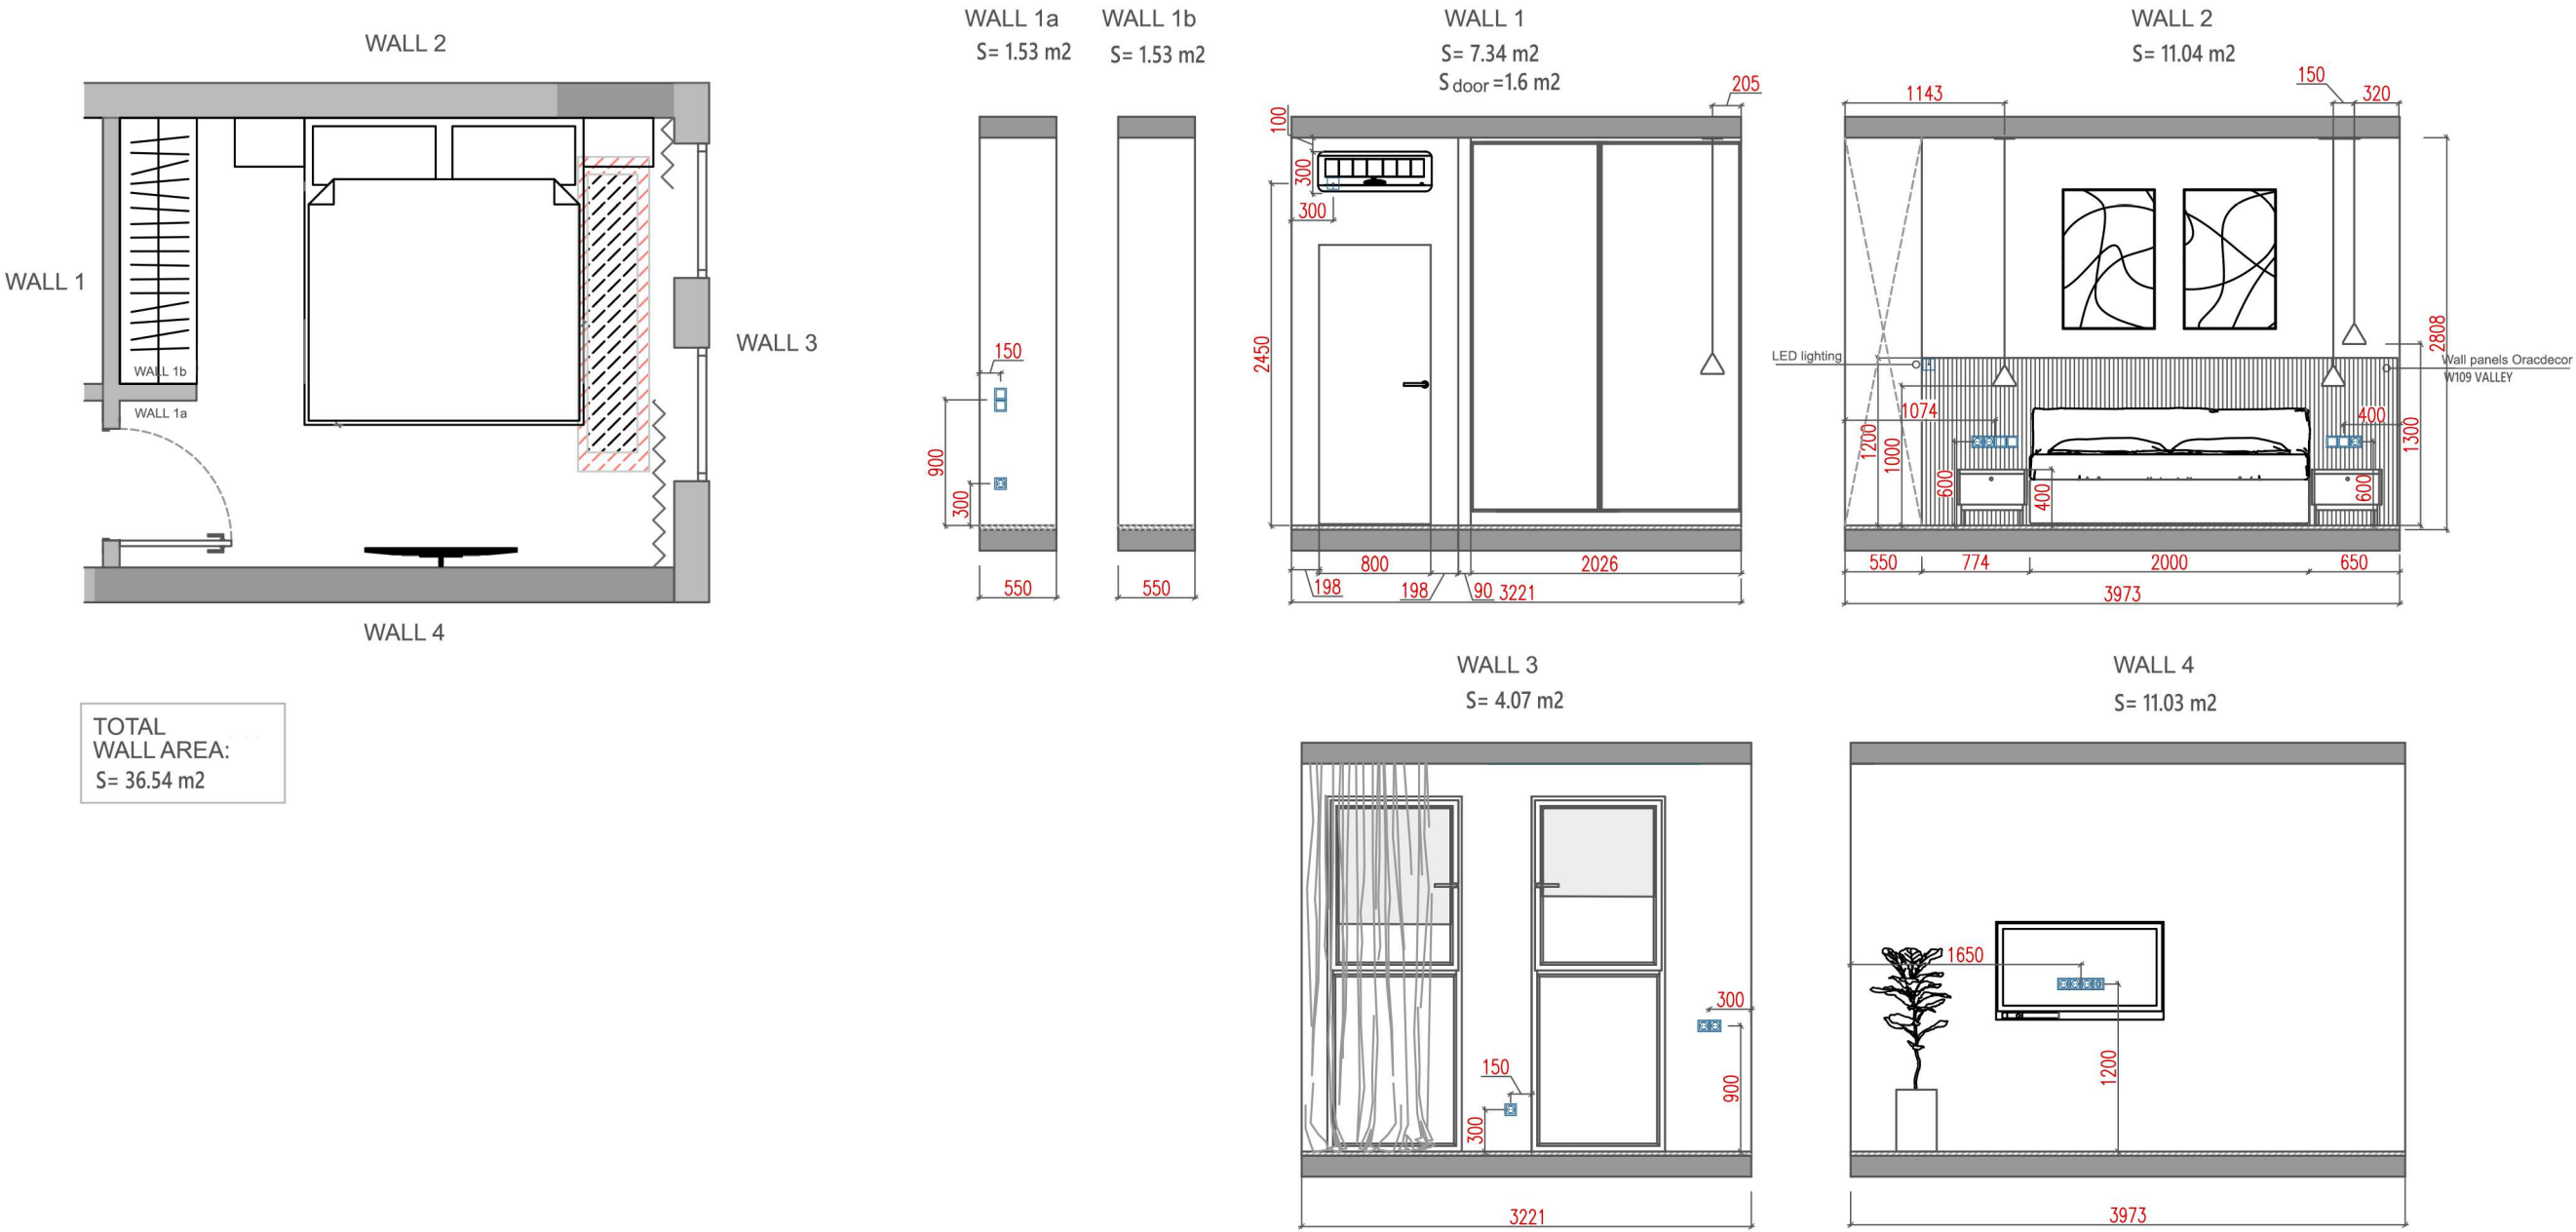 WALL 2
WALL 1
WALL 1b
WALL 1a
WALL 3
WALL 4
TOTAL
WALL AREA:
S= 36.54 m2
WALL 1a
S= 1.53 m2
150
900
300
550
WALL 1b
S= 1.53 m2
550
WALL 1
S= 7.34 m2
S door =1.6 m2
205
100
300
300
2450
800
2026
198
198
90
3221
WALL 2
S= 11.04 m2
150
1143
320
2808
LED lighting
Wall panels Oracdecor
W109 VALLEY
1074
400
1200
1000
1300
600
400
600
550
774
2000
650
3973
WALL 3
S= 4.07 m2
300
150
900
300
3221
WALL 4
S= 11.03 m2
1650
1200
3973